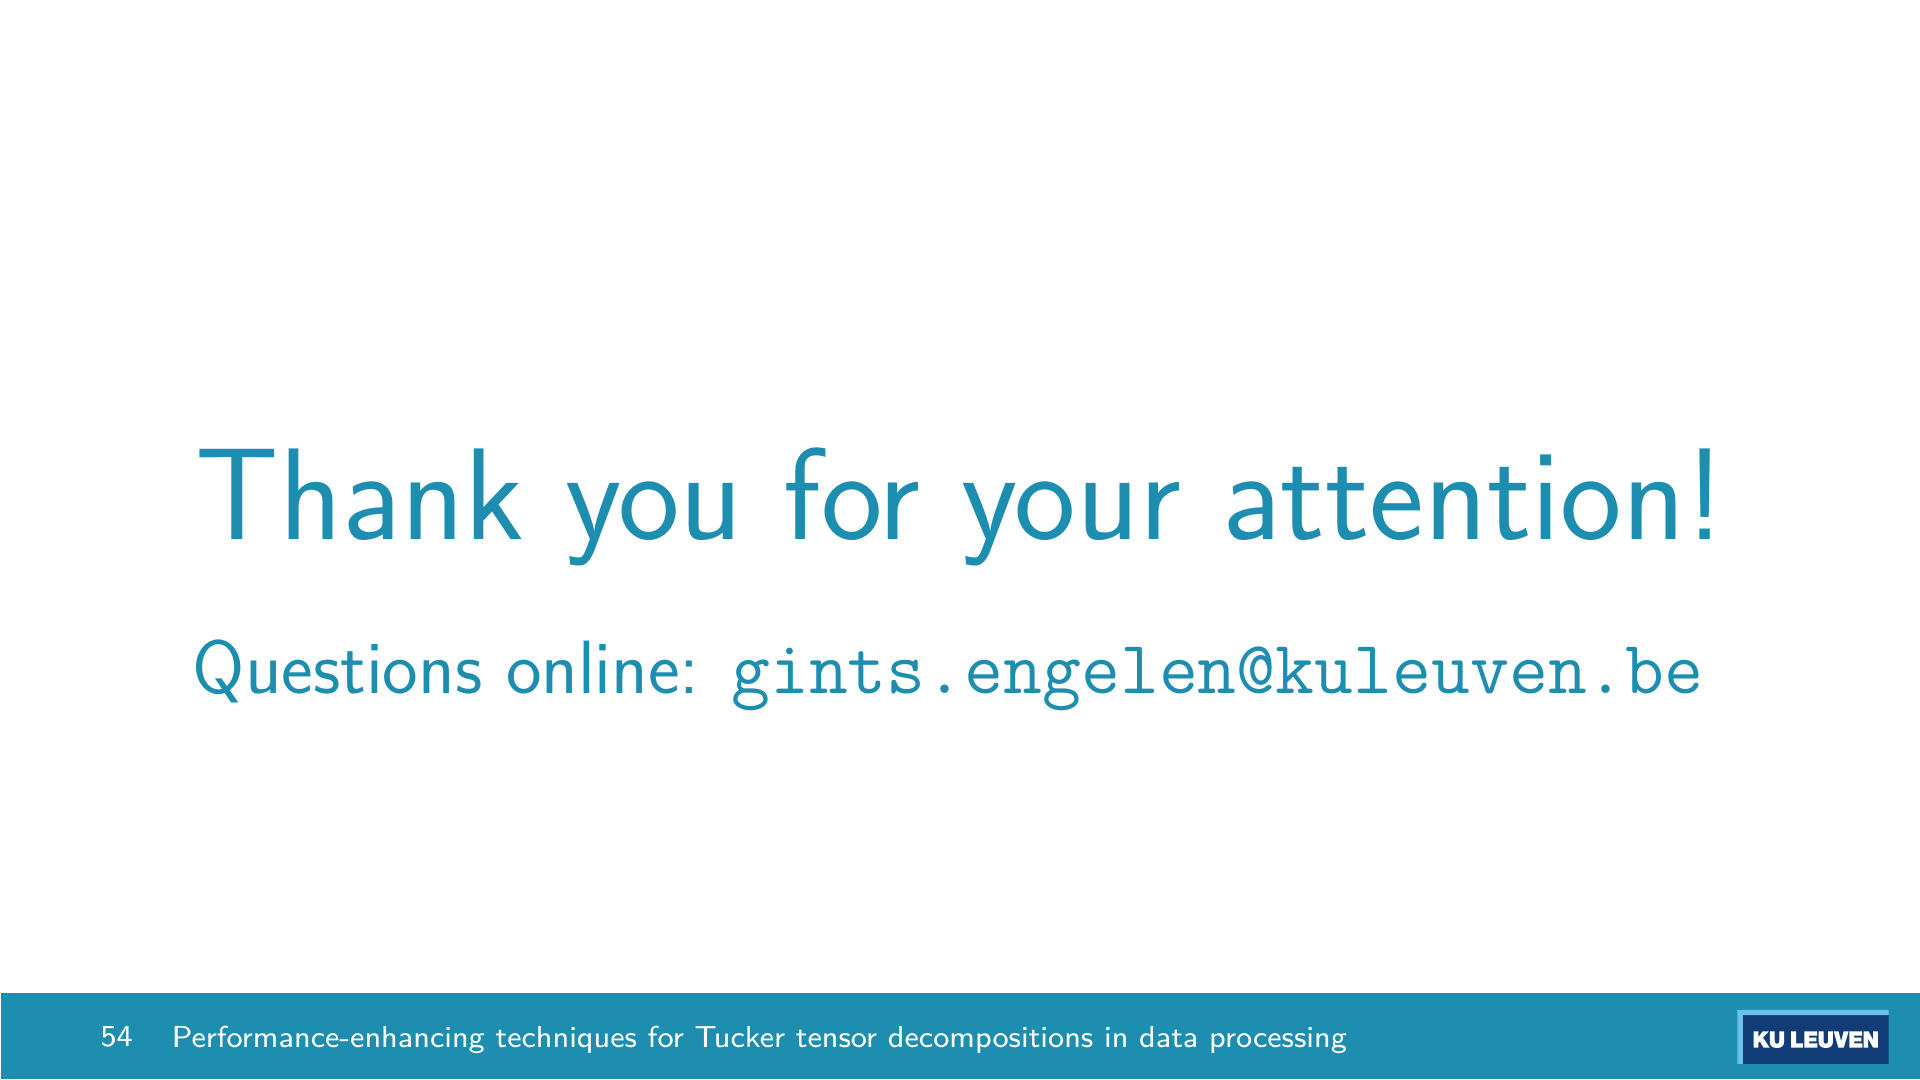 Thank you for your attention!
Questions online: gints.engelen@kuleuven.be
54 Performance-enhancing techniques for Tucker tensor decompositions in data processing
KU LEUVEN